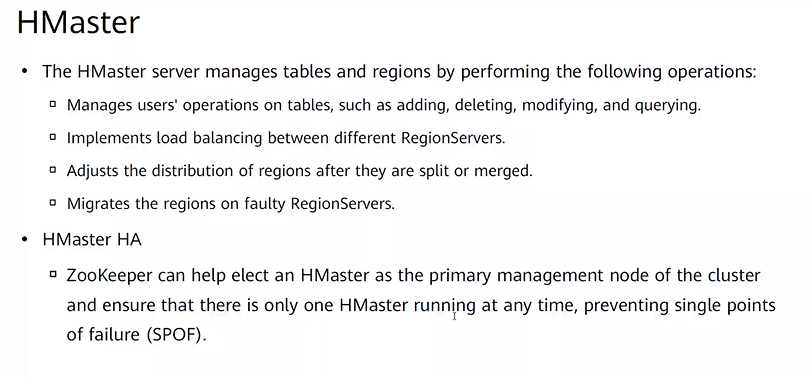 HMaster
• The HMaster server manages tables and regions by performing the following operations:
▫ Manages users' operations on tables, such as adding, deleting, modifying, and querying.
▫ Implements load balancing between different RegionServers.
▫ Adjusts the distribution of regions after they are split or merged.
▫ Migrates the regions on faulty RegionServers.
• HMaster HA
▫ ZooKeeper can help elect an HMaster as the primary management node of the cluster
and ensure that there is only one HMaster running at any time, preventing single points
of failure (SPOF).